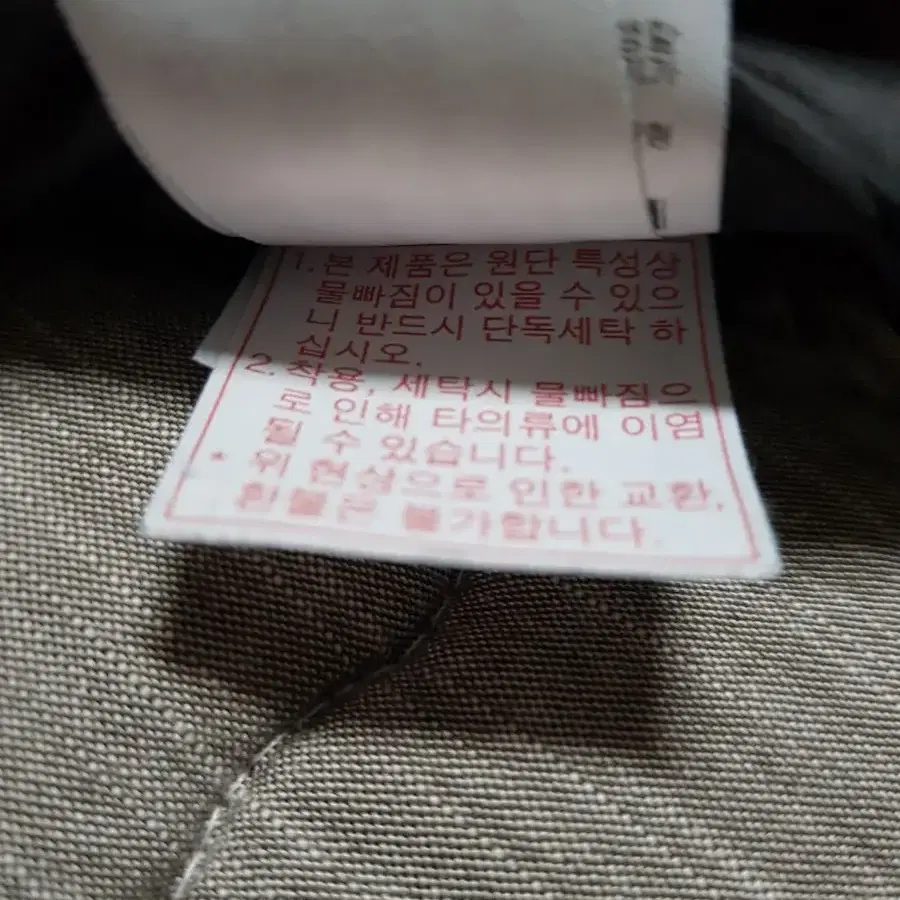 1. 본 제품은 원단 특성상
물빠짐이 있을 수 있으
니 반드시 단독세탁 하
십시오.
2. 착용, 세탁시 물빠짐으
로 인해 타의류에 이염
될 수 있습니다.
* 위 현상으로 인한 교환,
환불은 불가합니다.